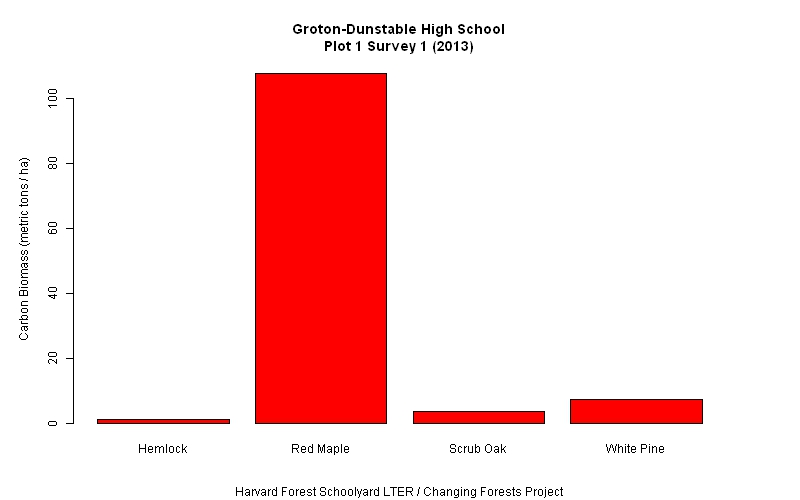 Groton-Dunstable High School
Plot 1 Survey 1 (2013)
Carbon Biomass (metric tons / ha)
100
80
60
40
20
0
Hemlock Red Maple Scrub Oak White Pine
Harvard Forest Schoolyard LTER / Changing Forests Project